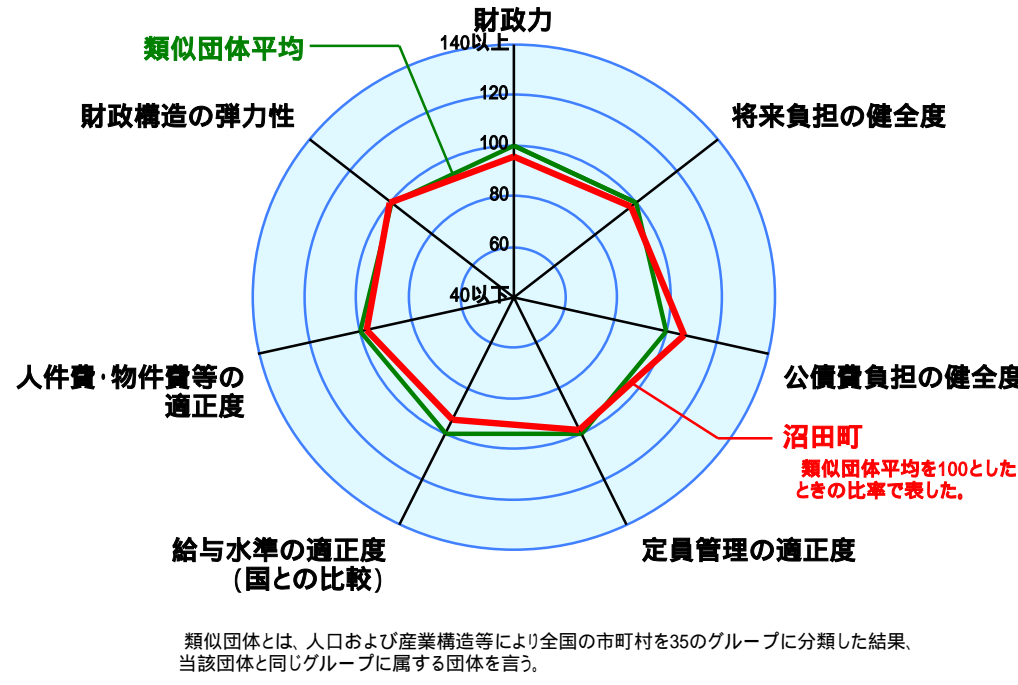 財政力
140以上
類似団体平均
120
財政構造の弾力性
将来負担の健全度
100
80
60
40以下
人件費・物件費等の
適正度
公債費負担の健全度
沼田町
類似団体平均を100とした
ときの比率で表した。
給与水準の適正度
(国との比較)
定員管理の適正度
類似団体とは、人口および産業構造等により全国の市町村を35のグループに分類した結果、
当該団体と同じグループに属する団体を言う。